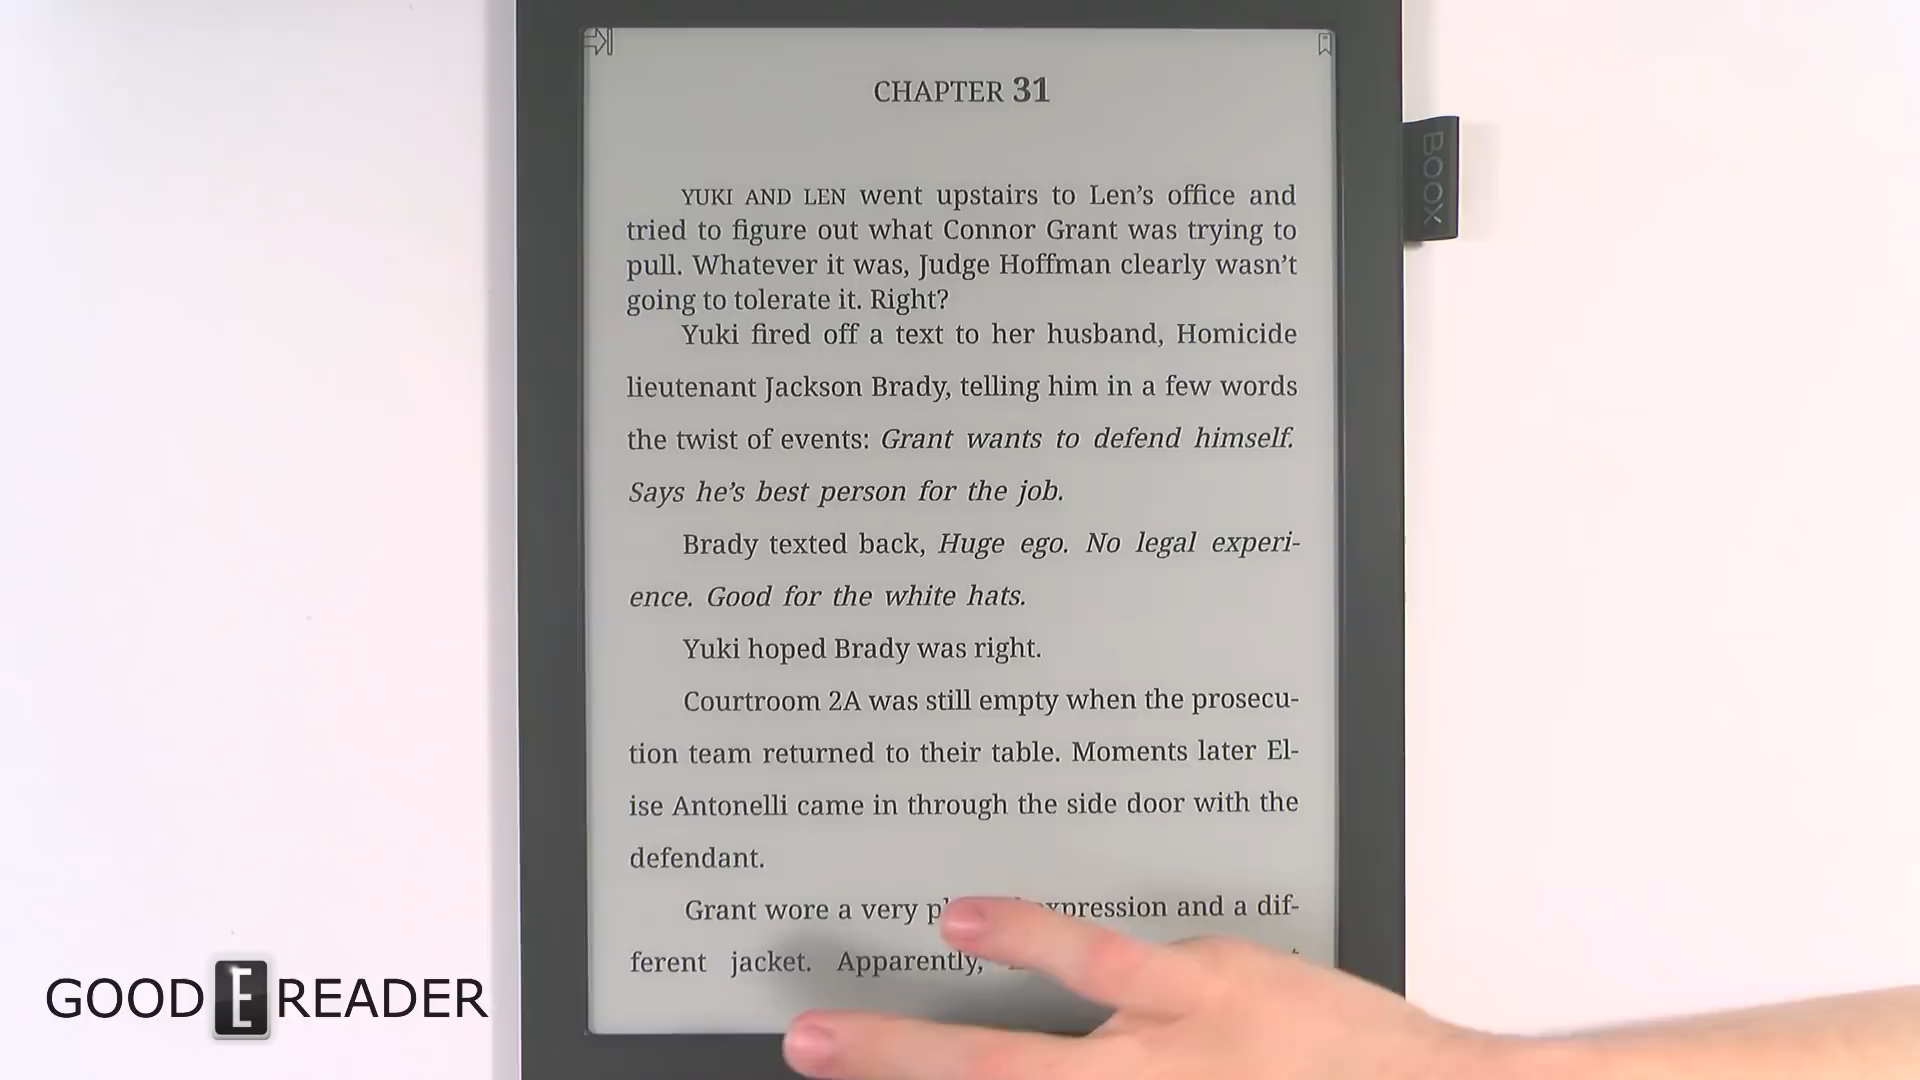 CHAPTER 31
YUKI AND LEN went upstairs to Len's office and
tried to figure out what Connor Grant was trying to
pull. Whatever it was, Judge Hoffman clearly wasn't
going to tolerate it. Right?
Yuki fired off a text to her husband, Homicide
lieutenant Jackson Brady, telling him in a few words
the twist of events: Grant wants to defend himself.
Says he's best person for the job.
Brady texted back, Huge ego. No legal experi-
ence. Good for the white hats.
Yuki hoped Brady was right.
Courtroom 2A was still empty when the prosecu-
tion team returned to their table. Moments later El-
ise Antonelli came in through the side door with the
defendant.
Grant wore a very expression and a dif-
ferent jacket. Apparently,
BOOX
GOOD E READER